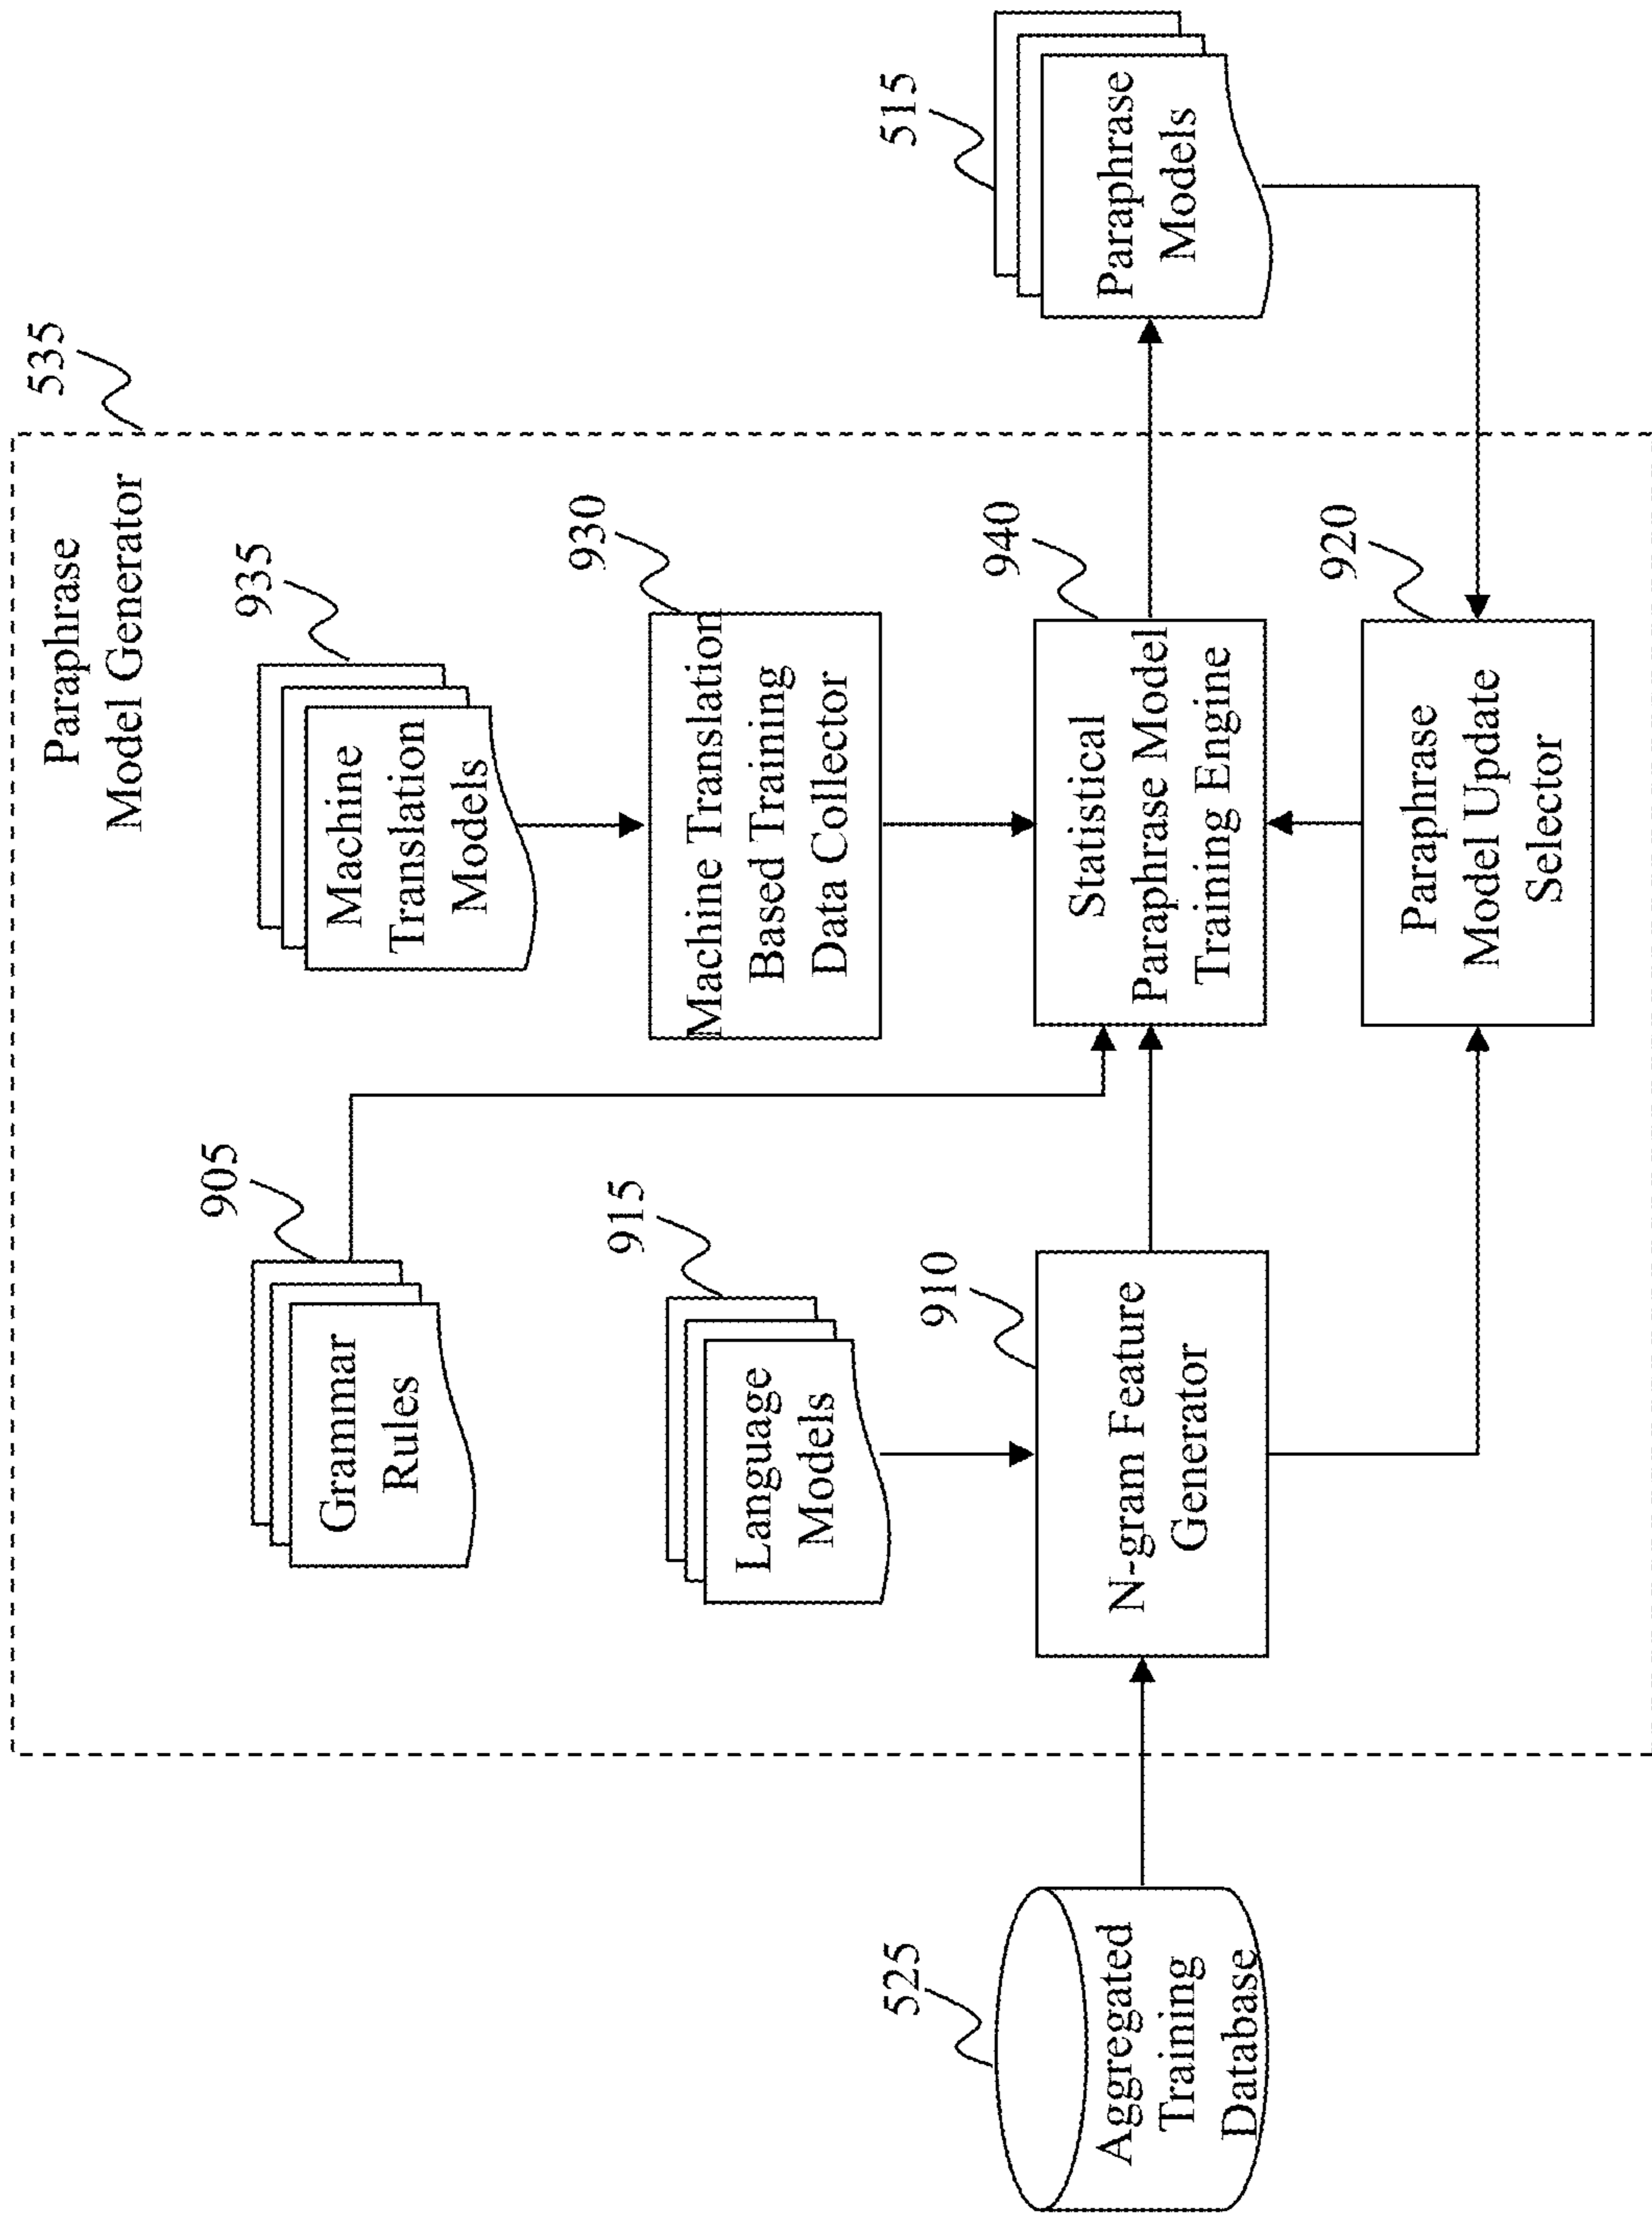 535
Paraphrase
Model Generator
905
Grammar
Rules
935
Machine
Translation
Models
915
Language
Models
930
Machine Translation
Based Training
Data Collector
525
Aggregated
Training
Database
910
N-gram Feature
Generator
940
Statistical
Paraphrase Model
Training Engine
515
Paraphrase
Models
920
Paraphrase
Model Update
Selector